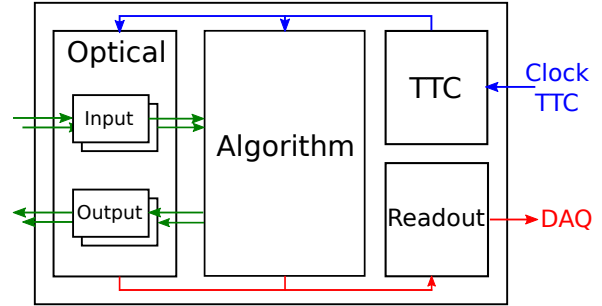 Optical
Input
Output
Algorithm
TTC
Readout
Clock
TTC
DAQ